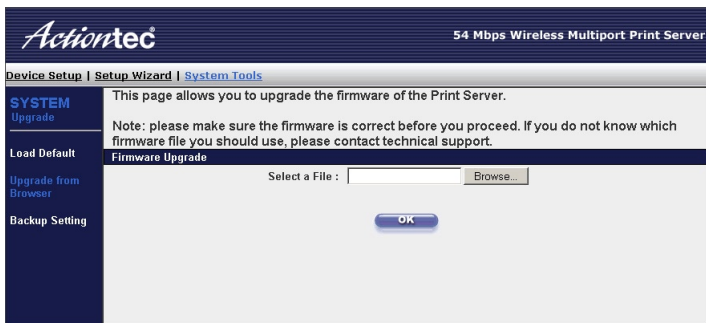 Actiontec
54 Mbps Wireless Multiport Print Server
Device Setup | Setup Wizard | System Tools
SYSTEM
Upgrade
Load Default
Upgrade from
Browser
Backup Setting
This page allows you to upgrade the firmware of the Print Server.
Note: please make sure the firmware is correct before you proceed. If you do not know which
firmware file you should use, please contact technical support.
Firmware Upgrade
Select a File :
Browse...
OK